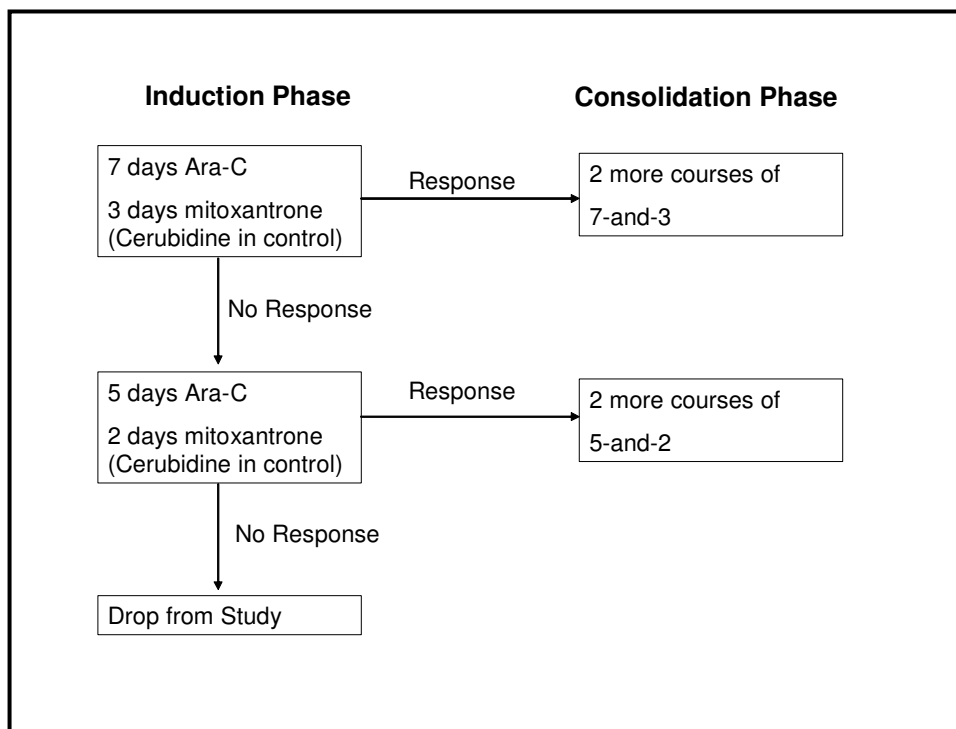 Induction Phase
Consolidation Phase
7 days Ara-C
3 days mitoxantrone
(Cerubidine in control)
Response
2 more courses of
7-and-3
No Response
5 days Ara-C
2 days mitoxantrone
(Cerubidine in control)
Response
2 more courses of
5-and-2
No Response
Drop from Study